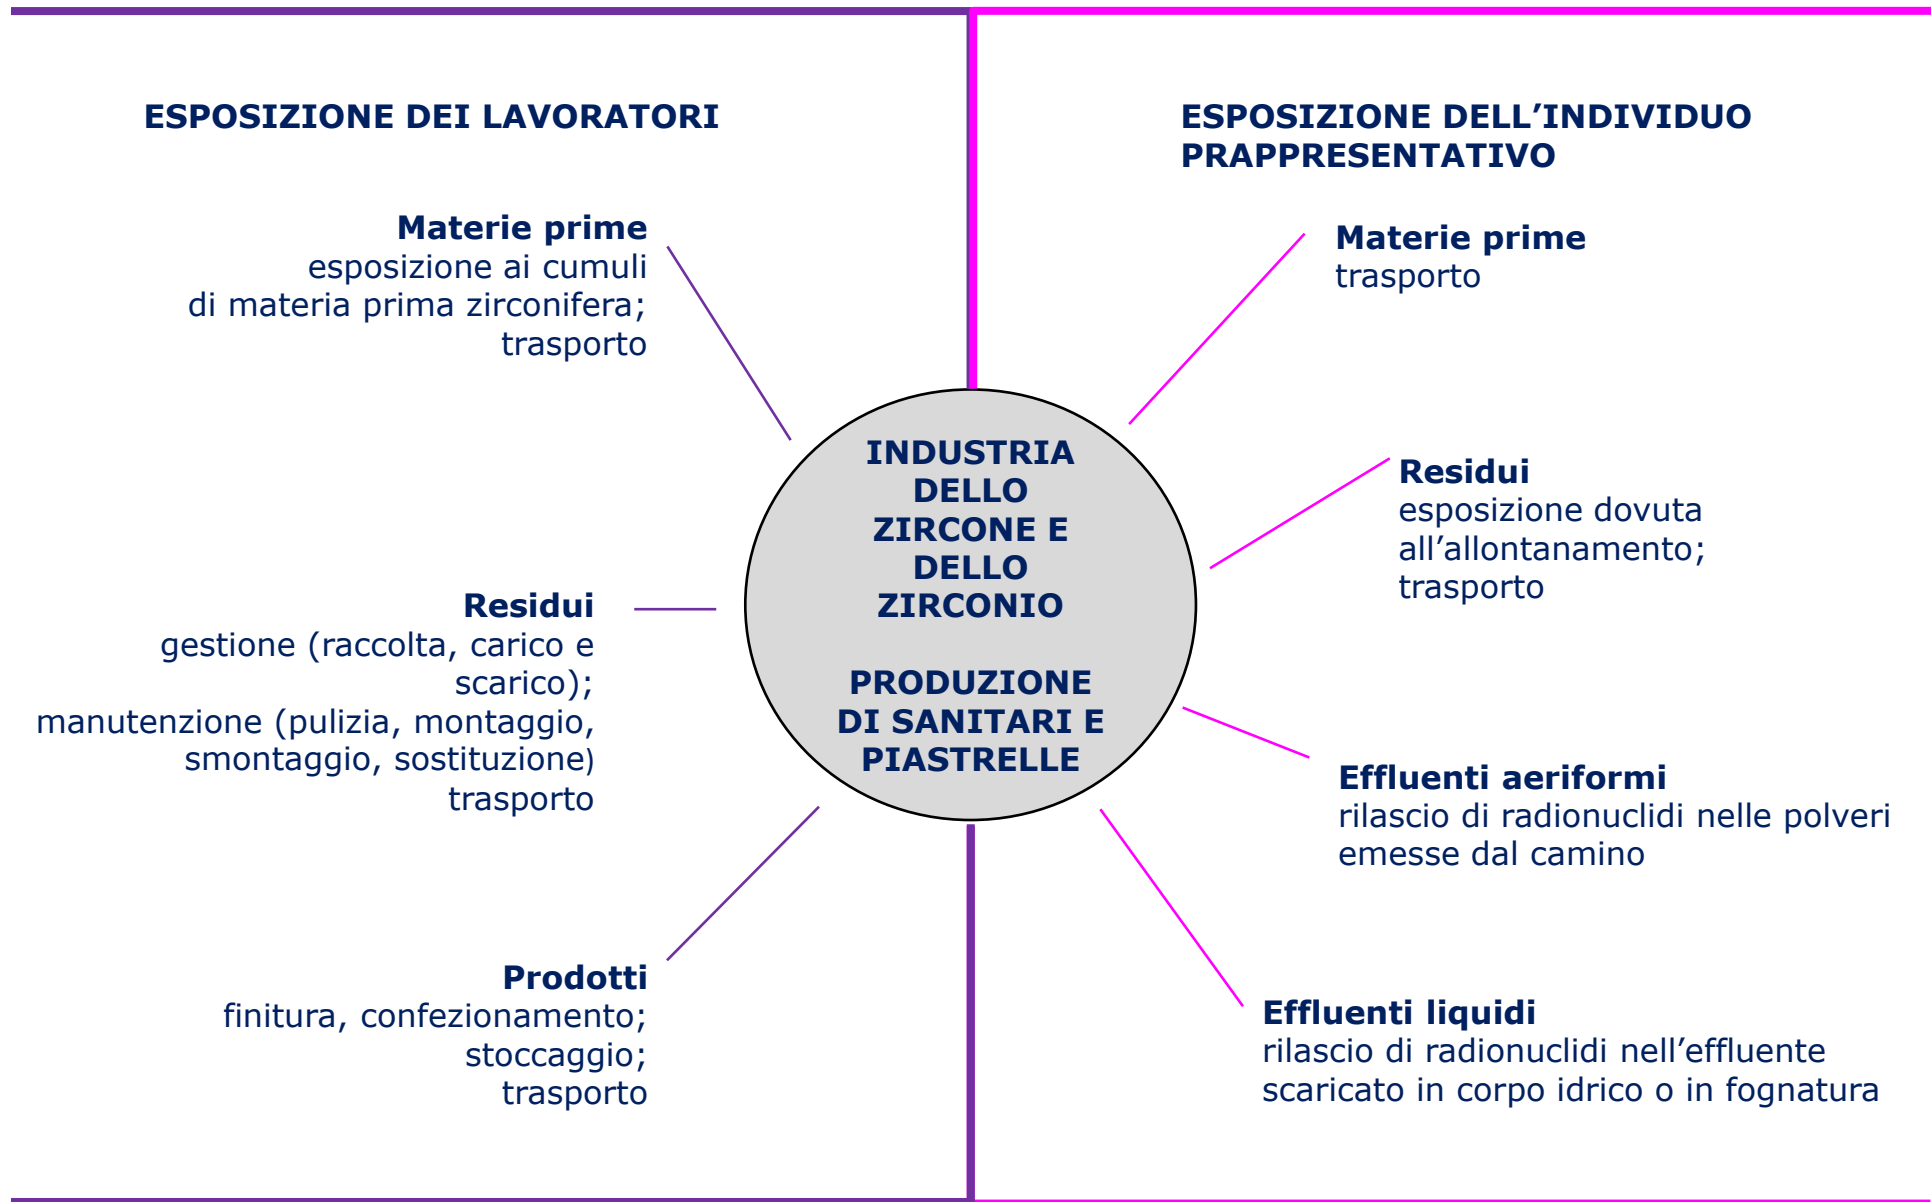 ESPOSIZIONE DEI LAVORATORI
Materie prime
esposizione ai cumuli
di materia prima zirconifera;
trasporto
Residui
gestione (raccolta, carico e
scarico);
manutenzione (pulizia, montaggio,
smontaggio, sostituzione)
trasporto
Prodotti
finitura, confezionamento;
stoccaggio;
trasporto
INDUSTRIA
DELLO
ZIRCONE E
DELLO
ZIRCONIO
PRODUZIONE
DI SANITARI E
PIASTRELLE
ESPOSIZIONE DELL’INDIVIDUO
PRAPPRESENTATIVO
Materie prime
trasporto
Residui
esposizione dovuta
all’allontanamento;
trasporto
Effluenti aeriformi
rilascio di radionuclidi nelle polveri
emesse dal camino
Effluenti liquidi
rilascio di radionuclidi nell’effluente
scaricato in corpo idrico o in fognatura